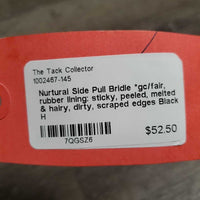 The Tack Collector
1002467-145
Nurtural Side Pull Bridle *gc/fair,
rubber lining: sticky, peeled, melted
& hairy, dirty, scraped edges Black
H
$52.50
7QGSZ6